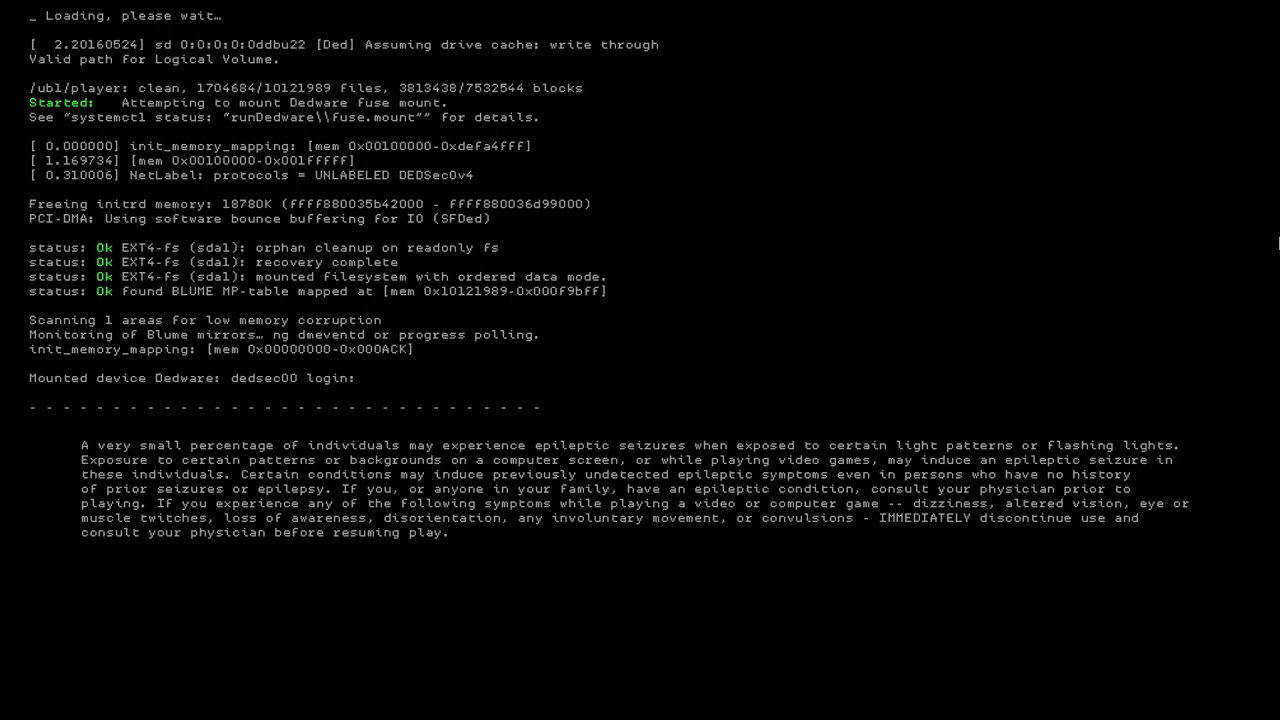 _ Loading, please wait…
[  2.20160524] sd 0:0:0:0:0ddbu22 [Ded] Assuming drive cache: write through
Valid path for Logical Volume.
/ubl/player: clean, 1704684/10121989 files, 3813438/7532544 blocks
Started:   Attempting to mount Dedware fuse mount.
See “systemctl status: “runDedware\\fuse.mount”” for details.
[ 0.000000] init_memory_mapping: [mem 0x00100000-0xdefa4fff]
[ 1.169734] [mem 0x00100000-0x001fffff]
[ 0.310006] NetLabel: protocols = UNLABELED DEDSec0v4
Freeing initrd memory: 18780K (ffff880035b42000 - ffff880036d99000)
PCI-DMA: Using software bounce buffering for IO (SFDed)
status: Ok EXT4-fs (sda1): orphan cleanup on readonly fs
status: Ok EXT4-fs (sda1): recovery complete
status: Ok EXT4-fs (sda1): mounted filesystem with ordered data mode.
status: Ok found BLUME MP-table mapped at [mem 0x10121989-0x000f9bff]
Scanning 1 areas for low memory corruption
Monitoring of Blume mirrors… ng dmeventd or progress polling.
init_memory_mapping: [mem 0x00000000-0x000ACK]
Mounted device Dedware: dedsec00 login:
- - - - - - - - - - - - - - - - - - - - - - - - - - - - - - -
A very small percentage of individuals may experience epileptic seizures when exposed to certain light patterns or flashing lights.
Exposure to certain patterns or backgrounds on a computer screen, or while playing video games, may induce an epileptic seizure in
these individuals. Certain conditions may induce previously undetected epileptic symptoms even in persons who have no history
of prior seizures or epilepsy. If you, or anyone in your family, have an epileptic condition, consult your physician prior to
playing. If you experience any of the following symptoms while playing a video or computer game -- dizziness, altered vision, eye or
muscle twitches, loss of awareness, disorientation, any involuntary movement, or convulsions - IMMEDIATELY discontinue use and
consult your physician before resuming play.